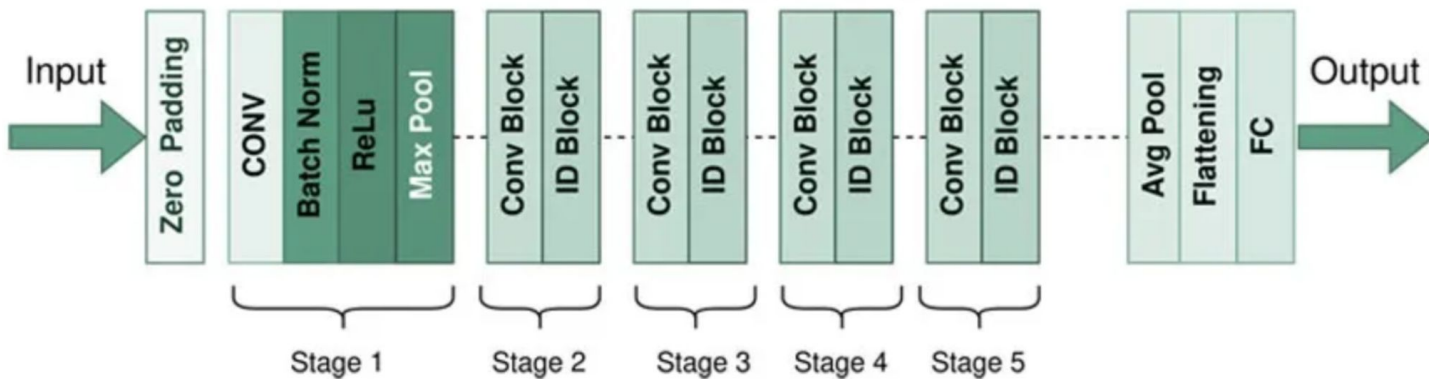 Input
Zero Padding
CONV
Batch Norm
ReLu
Max Pool
Conv Block
ID Block
Conv Block
ID Block
Conv Block
ID Block
Conv Block
ID Block
Avg Pool
Flattening
FC
Output
Stage 1
Stage 2
Stage 3
Stage 4
Stage 5